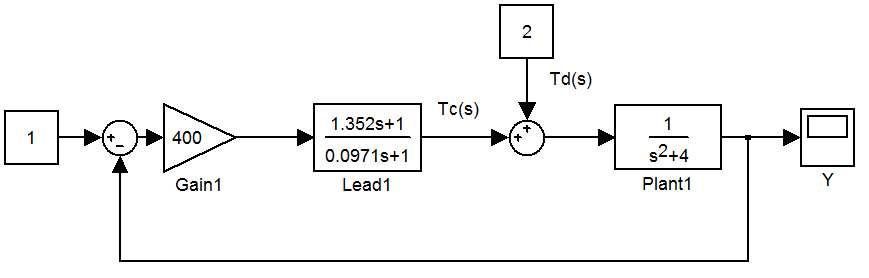 2
Td(s)
Tc(s)
1
+
−
400
1.352s+1
0.0971s+1
+
+
1
s²+4
Gain1
Lead1
Plant1
Y